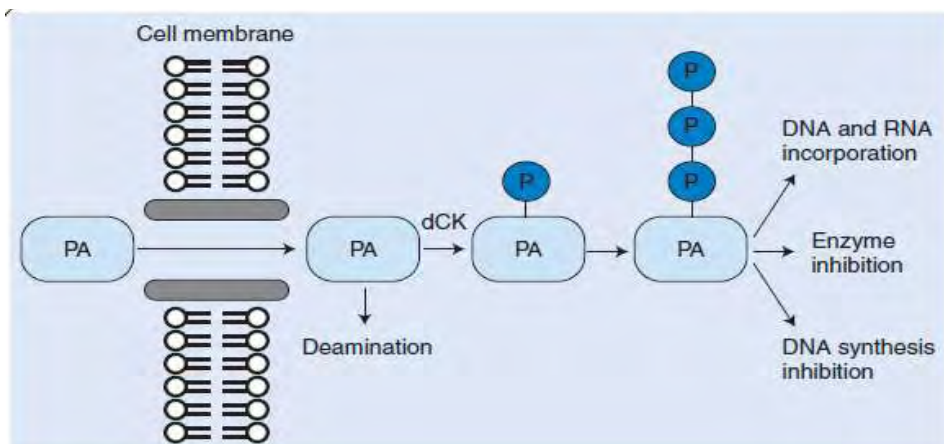 Cell membrane
P
P
P
P
DNA and RNA
incorporation
dCK
PA
PA
PA
PA
Enzyme
inhibition
Deamination
DNA synthesis
inhibition